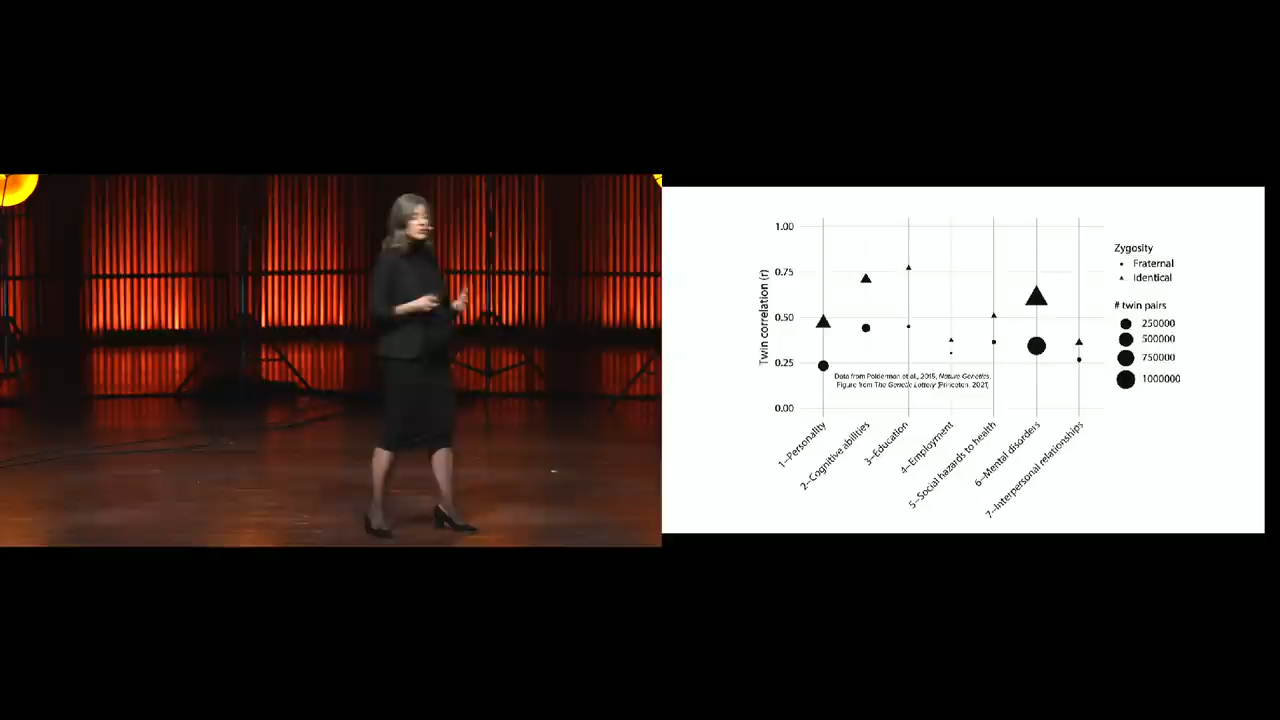 1.00
0.75
0.50
0.25
0.00
Twin correlation (r)
Data from Polderman et al., 2015, Nature Genetics.
Figure from The Genetic Lottery (Princeton, 2021)
1–Personality
2–Cognitive abilities
3–Education
4–Employment
5–Social hazards to health
6–Mental disorders
7–Interpersonal relationships
Zygosity
Fraternal
Identical
# twin pairs
250000
500000
750000
1000000